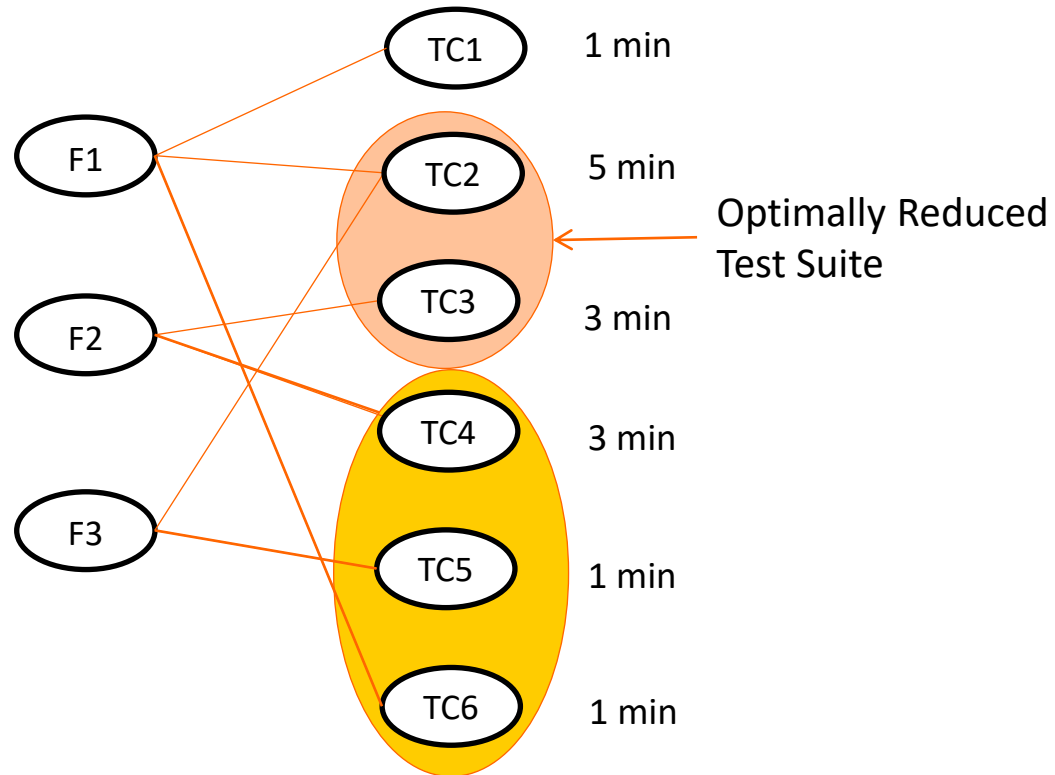 TC1
1 min
F1
TC2
5 min
Optimally Reduced
Test Suite
TC3
3 min
F2
TC4
3 min
F3
TC5
1 min
TC6
1 min